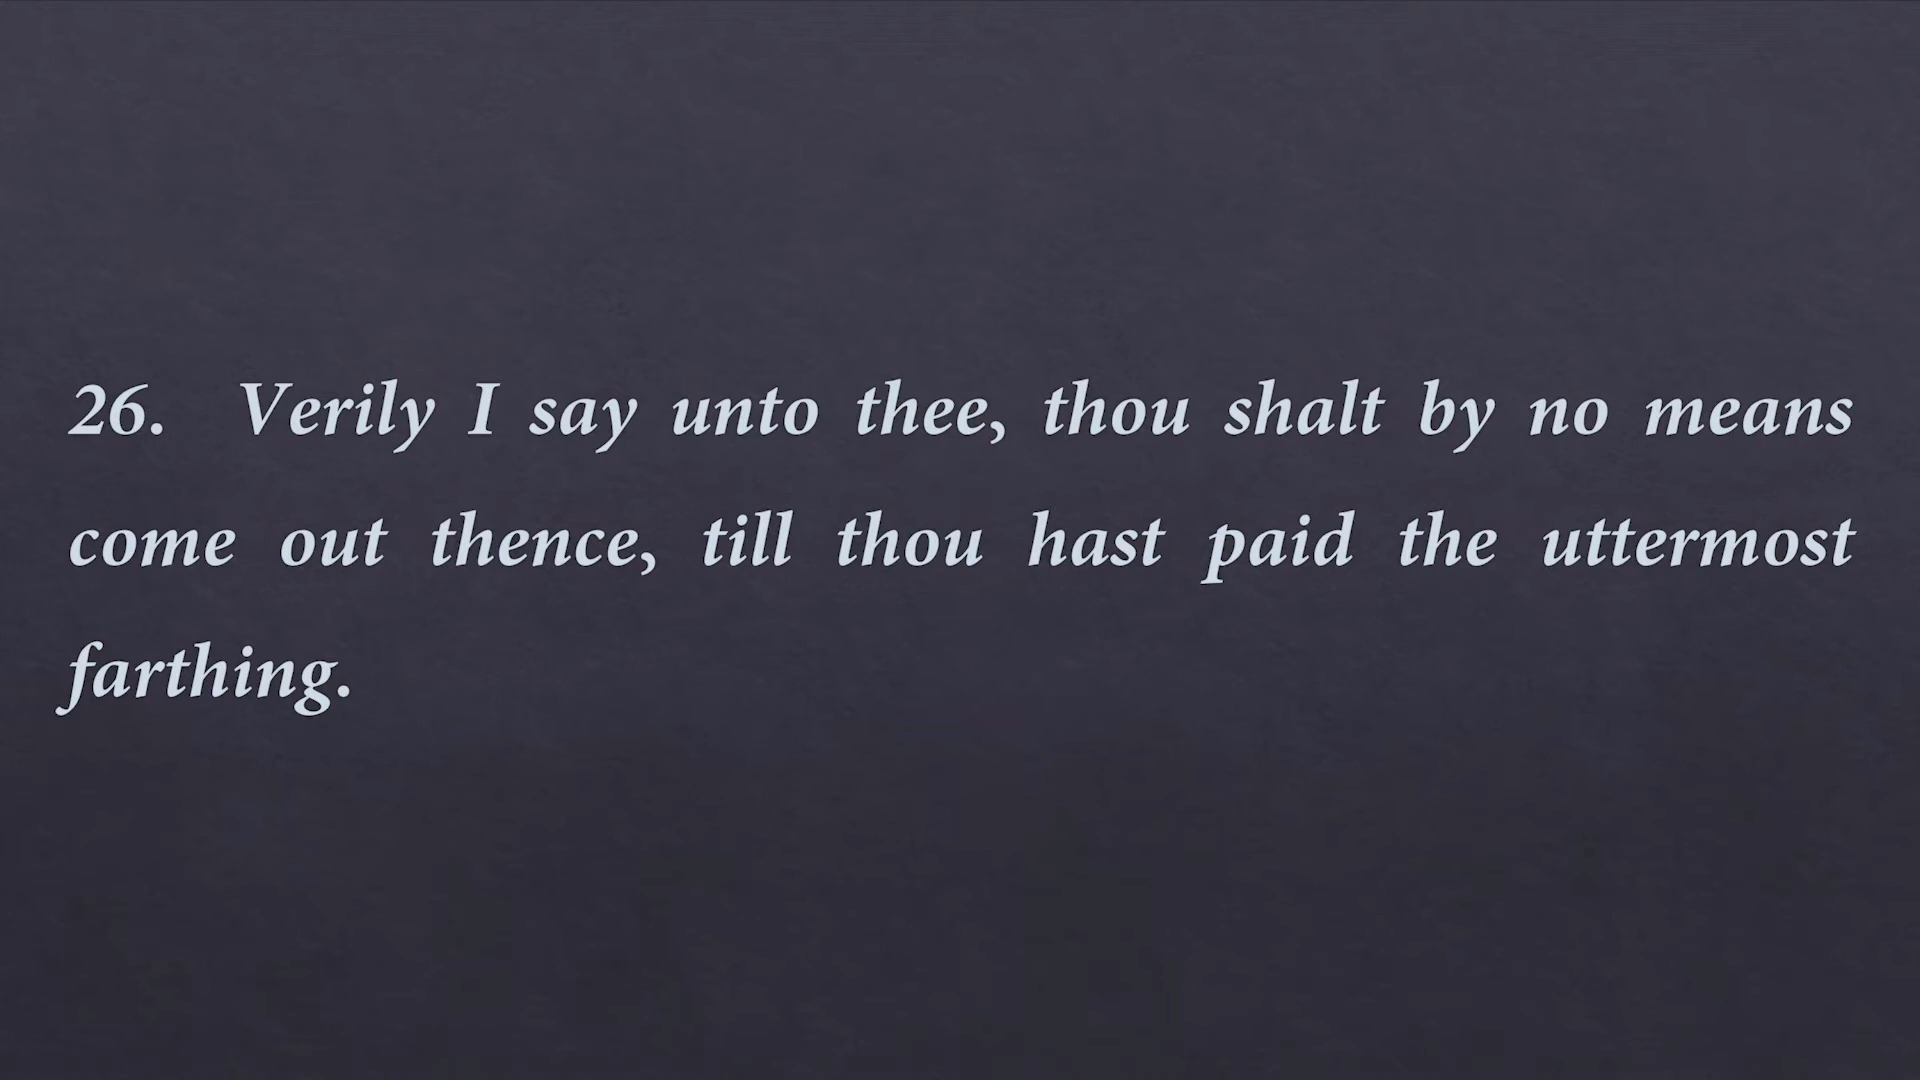 26. Verily I say unto thee, thou shalt by no means
come out thence, till thou hast paid the uttermost
farthing.